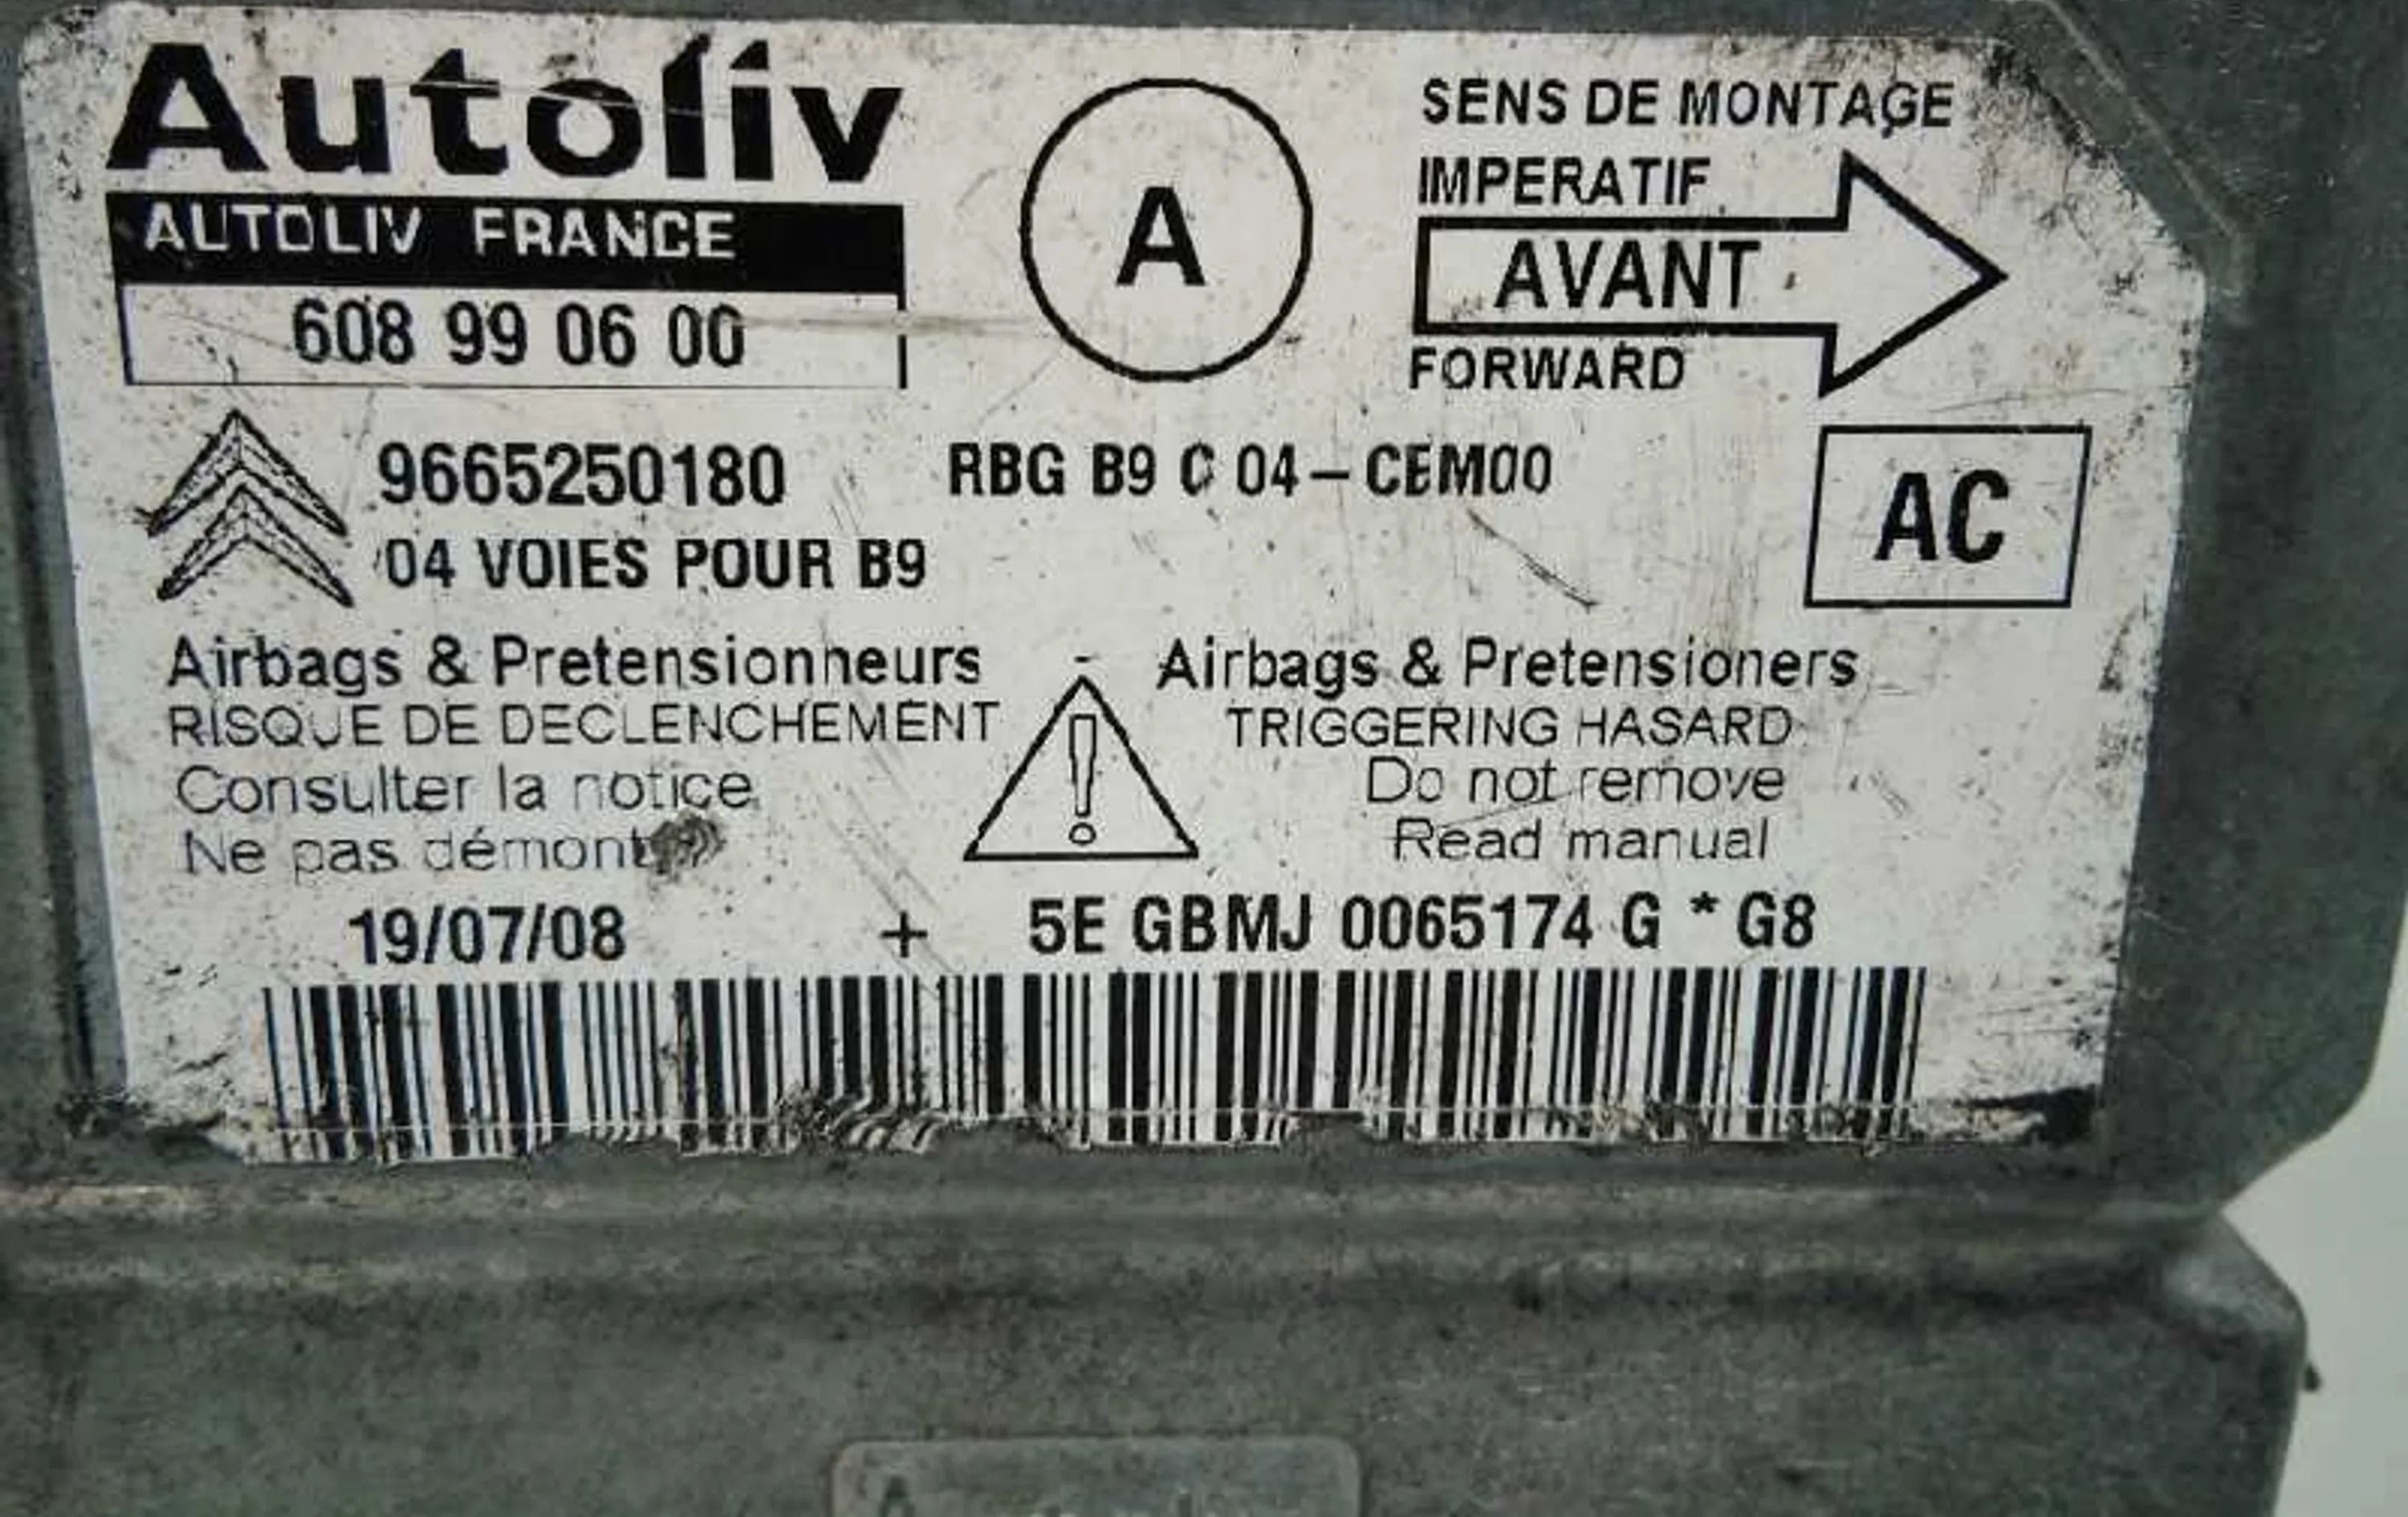 Autoliv
AUTOLIV FRANCE
608 99 06 00
A
SENS DE MONTAGE
IMPERATIF
AVANT
FORWARD
9665250180
RBG B9 C 04-CEM00
04 VOIES POUR B9
AC
Airbags & Pretensionneurs
RISQUE DE DECLENCHEMENT
Consulter la notice
Ne pas
!
Airbags & Pretensioners
TRIGGERING HASARD
Do not remove
Read manual
19/07/08 + 5E GBMJ 0065174 G * G8